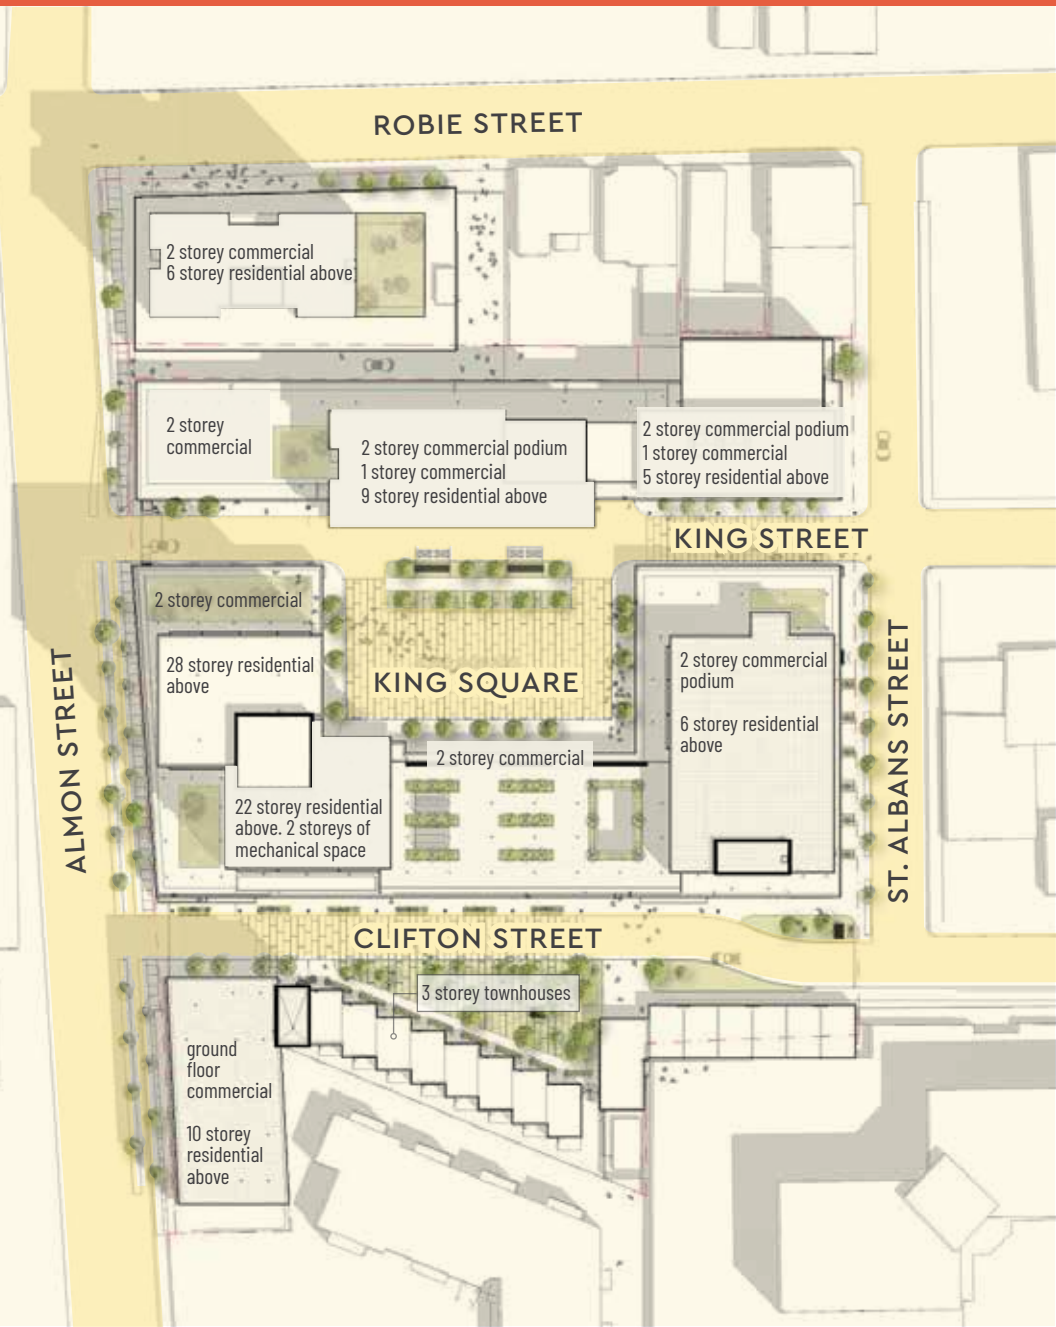 ROBIE STREET
2 storey commercial
6 storey residential above
2 storey
commercial
2 storey commercial podium
1 storey commercial
9 storey residential above
2 storey commercial podium
1 storey commercial
5 storey residential above
KING STREET
2 storey commercial
28 storey residential
above
KING SQUARE
2 storey commercial
podium
6 storey residential
above
ALMON STREET
ST. ALBANS STREET
2 storey commercial
22 storey residential
above. 2 storeys of
mechanical space
CLIFTON STREET
3 storey townhouses
ground
floor
commercial
10 storey
residential
above